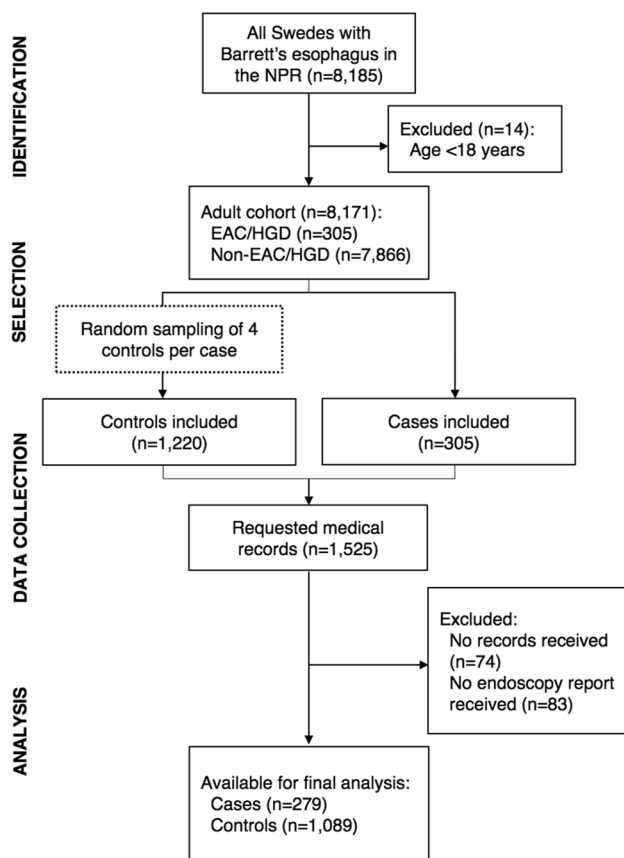 IDENTIFICATION
All Swedes with
Barrett's esophagus in
the NPR (n=8,185)
Excluded (n=14):
Age <18 years
Adult cohort (n=8,171):
EAC/HGD (n=305)
Non-EAC/HGD (n=7,866)
SELECTION
Random sampling of 4
controls per case
Controls included
(n=1,220)
Cases included
(n=305)
DATA COLLECTION
Requested medical
records (n=1,525)
Excluded:
No records received
(n=74)
No endoscopy report
received (n=83)
ANALYSIS
Available for final analysis:
Cases (n=279)
Controls (n=1,089)